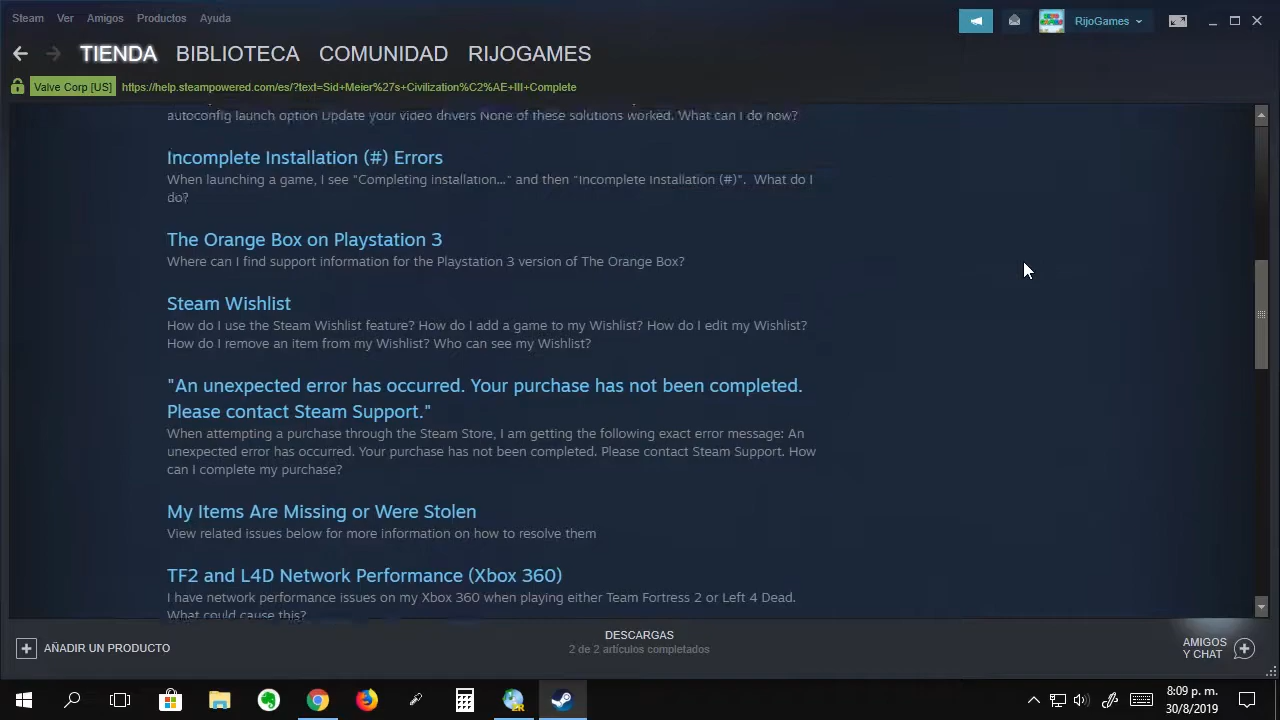 Steam Ver Amigos Productos Ayuda
RijoGames
TIENDA BIBLIOTECA COMUNIDAD RIJOGAMES
Valve Corp [US] https://help.steampowered.com/es/?text=Sid+Meier%27s+Civilization%C2%AE+III+Complete
autoconfig launch option Update your video drivers None of these solutions worked. What can I do now?
Incomplete Installation (#) Errors
When launching a game, I see "Completing installation..." and then "Incomplete Installation (#)". What do I
do?
The Orange Box on Playstation 3
Where can I find support information for the Playstation 3 version of The Orange Box?
Steam Wishlist
How do I use the Steam Wishlist feature? How do I add a game to my Wishlist? How do I edit my Wishlist?
How do I remove an item from my Wishlist? Who can see my Wishlist?
"An unexpected error has occurred. Your purchase has not been completed.
Please contact Steam Support."
When attempting a purchase through the Steam Store, I am getting the following exact error message: An
unexpected error has occurred. Your purchase has not been completed. Please contact Steam Support. How
can I complete my purchase?
My Items Are Missing or Were Stolen
View related issues below for more information on how to resolve them
TF2 and L4D Network Performance (Xbox 360)
I have network performance issues on my Xbox 360 when playing either Team Fortress 2 or Left 4 Dead.
What could cause this?
AÑADIR UN PRODUCTO
DESCARGAS
2 de 2 artículos completados
AMIGOS
Y CHAT
8:09 p. m.
30/8/2019